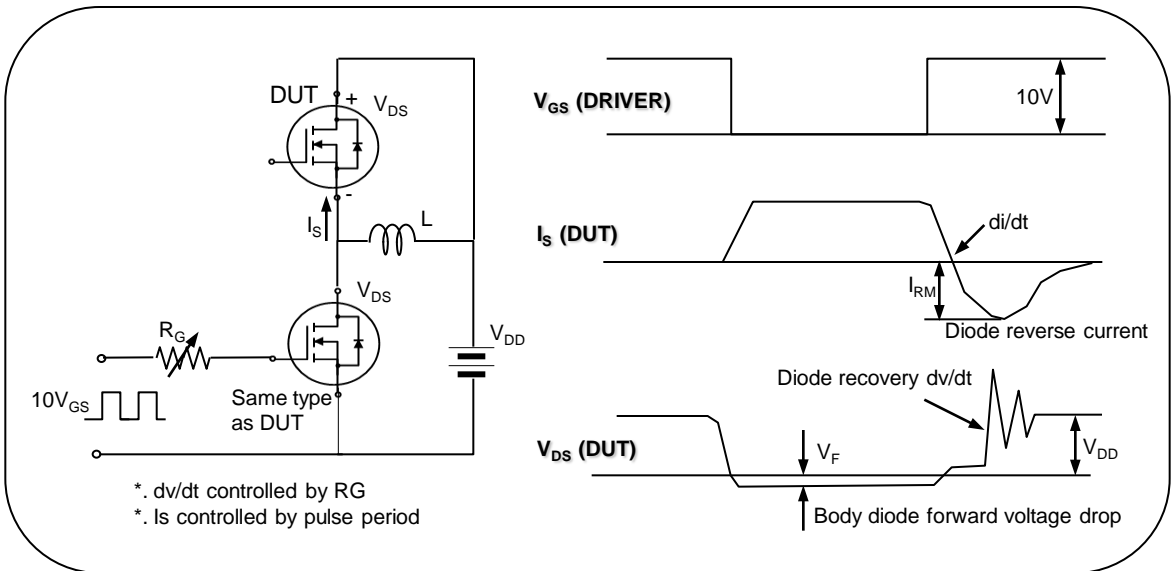 DUT
+
V_DS
-
I_S
L
V_DS
R_G
V_DD
10V_GS
Same type
as DUT
*. dv/dt controlled by RG
*. Is controlled by pulse period
V_GS (DRIVER)
10V
I_S (DUT)
di/dt
I_RM
Diode reverse current
Diode recovery dv/dt
V_DS (DUT)
V_F
V_DD
Body diode forward voltage drop